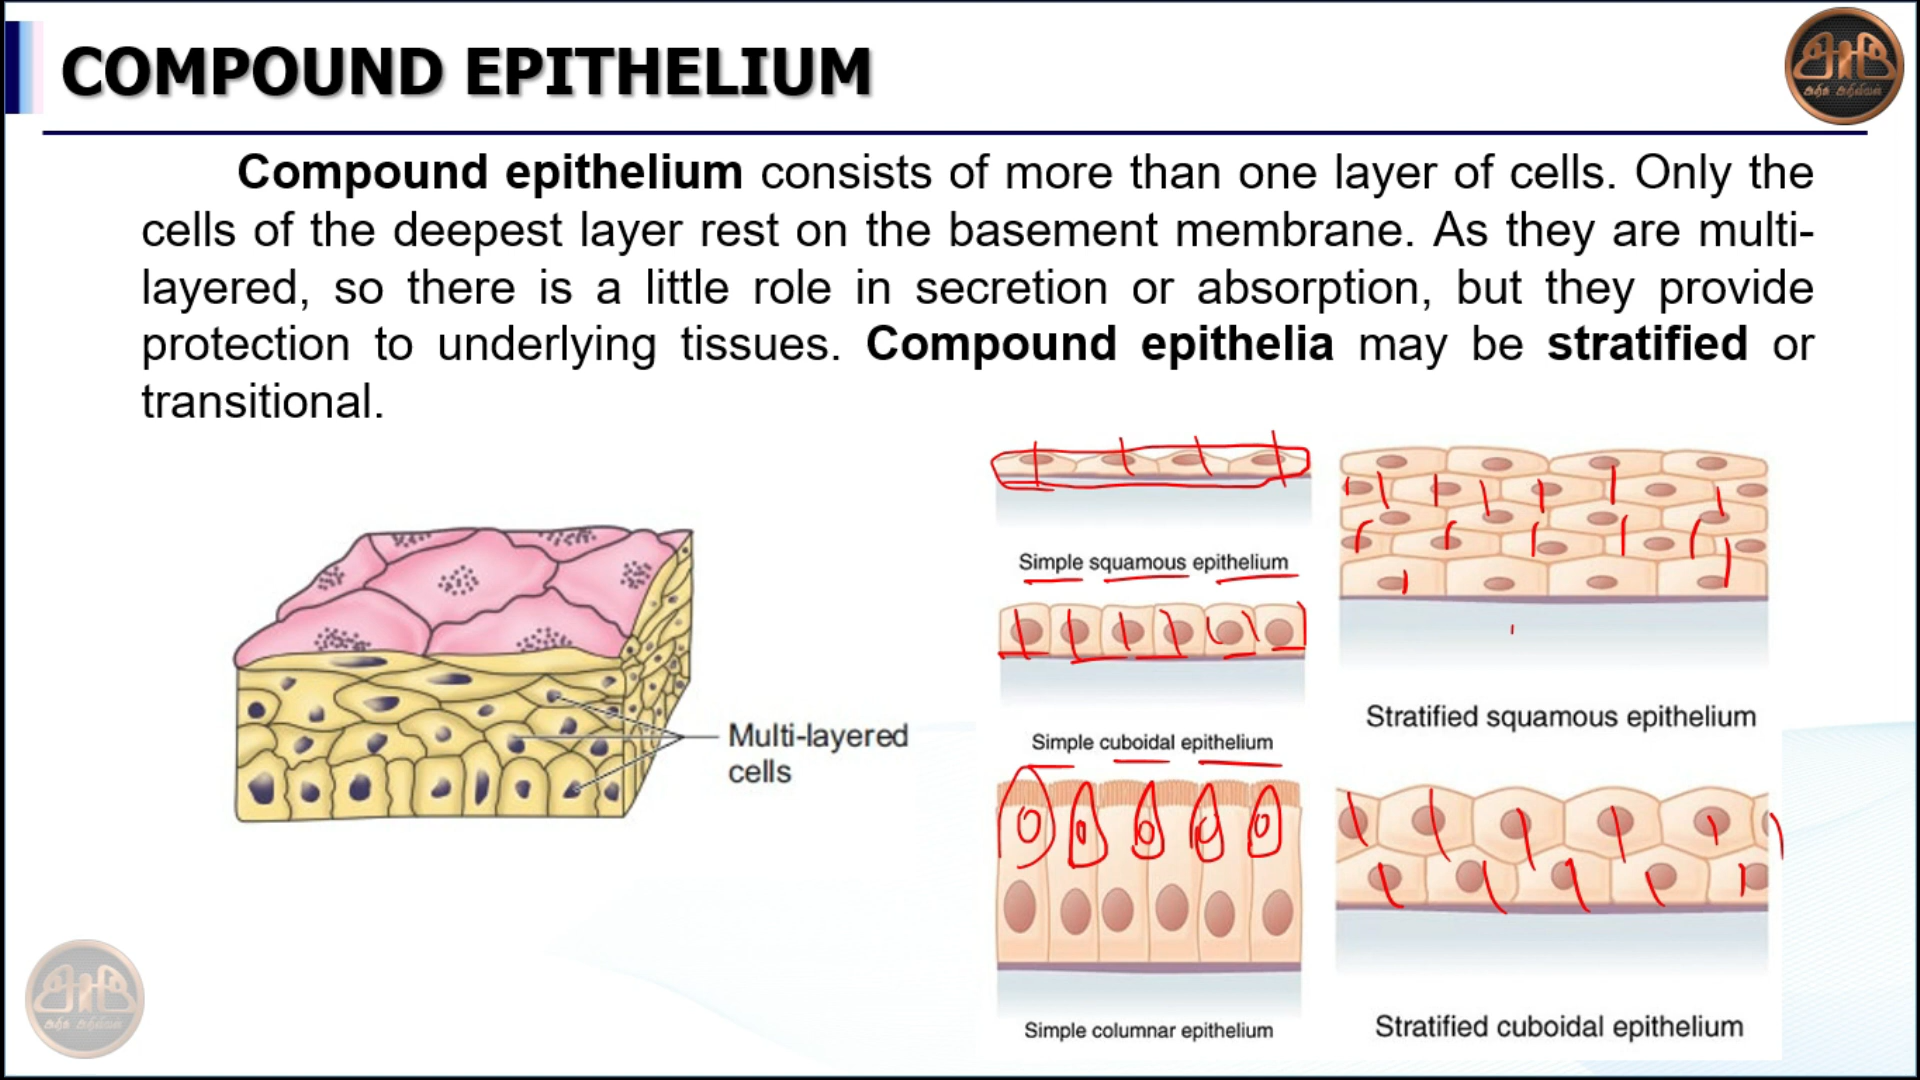 COMPOUND EPITHELIUM
அரிக அறிவியல்
Compound epithelium consists of more than one layer of cells. Only the
cells of the deepest layer rest on the basement membrane. As they are multi-
layered, so there is a little role in secretion or absorption, but they provide
protection to underlying tissues. Compound epithelia may be stratified or
transitional.
Multi-layered
cells
Simple squamous epithelium
Simple cuboidal epithelium
Simple columnar epithelium
Stratified squamous epithelium
Stratified cuboidal epithelium